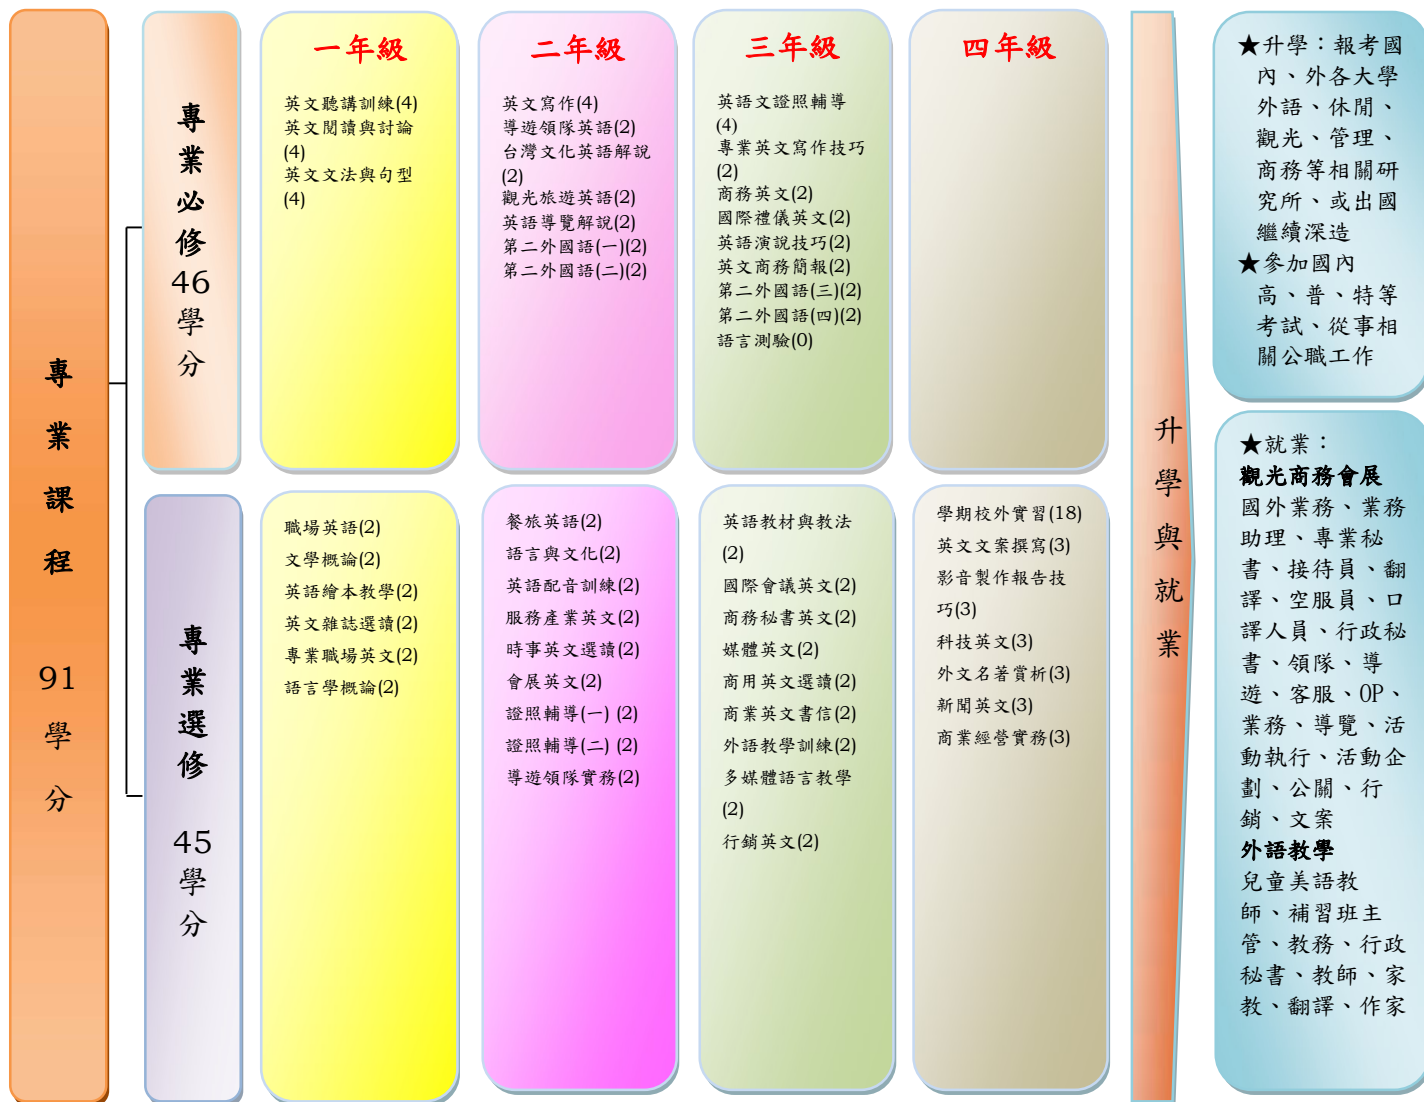 專
業
課
程
91
學
分
專
業
必
修
46
學
分
一年級
英文聽講訓練(4)
英文閱讀與討論
(4)
英文文法與句型
(4)
二年級
英文寫作(4)
導遊領隊英語(2)
台灣文化英語解說
(2)
觀光旅遊英語(2)
英語導覽解說(2)
第二外國語(一)(2)
第二外國語(二)(2)
三年級
英語文證照輔導
(4)
專業英文寫作技巧
(2)
商務英文(2)
國際禮儀英文(2)
英語演說技巧(2)
英文商務簡報(2)
第二外國語(三)(2)
第二外國語(四)(2)
語言測驗(0)
四年級
專
業
選
修
45
學
分
職場英語(2)
文學概論(2)
英語繪本教學(2)
英文雜誌選讀(2)
專業職場英文(2)
語言學概論(2)
餐旅英語(2)
語言與文化(2)
英語配音訓練(2)
服務產業英文(2)
時事英文選讀(2)
會展英文(2)
證照輔導(一) (2)
證照輔導(二) (2)
導遊領隊實務(2)
英語教材與教法
(2)
國際會議英文(2)
商務秘書英文(2)
媒體英文(2)
商用英文選讀(2)
商業英文書信(2)
外語教學訓練(2)
多媒體語言教學
(2)
行銷英文(2)
學期校外實習(18)
英文文案撰寫(3)
影音製作報告技
巧(3)
科技英文(3)
外文名著賞析(3)
新聞英文(3)
商業經營實務(3)
升
學
與
就
業
★升學：報考國
內、外各大學
外語、休閒、
觀光、管理、
商務等相關研
究所、或出國
繼續深造
★參加國內
高、普、特等
考試、從事相
關公職工作
★就業：
觀光商務會展
國外業務、業務
助理、專業秘
書、接待員、翻
譯、空服員、口
譯人員、行政秘
書、領隊、導
遊、客服、OP、
業務、導覽、活
動執行、活動企
劃、公關、行
銷、文案
外語教學
兒童美語教
師、補習班主
管、教務、行政
秘書、教師、家
教、翻譯、作家